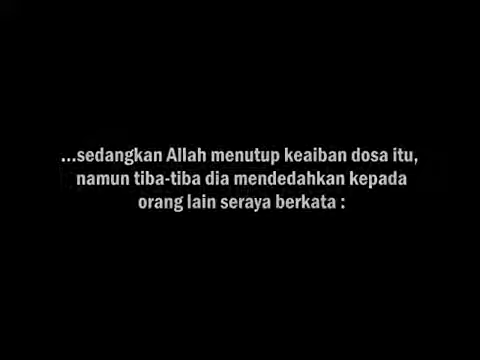 ...sedangkan Allah menutup keaiban dosa itu,
namun tiba-tiba dia mendedahkan kepada
orang lain seraya berkata :